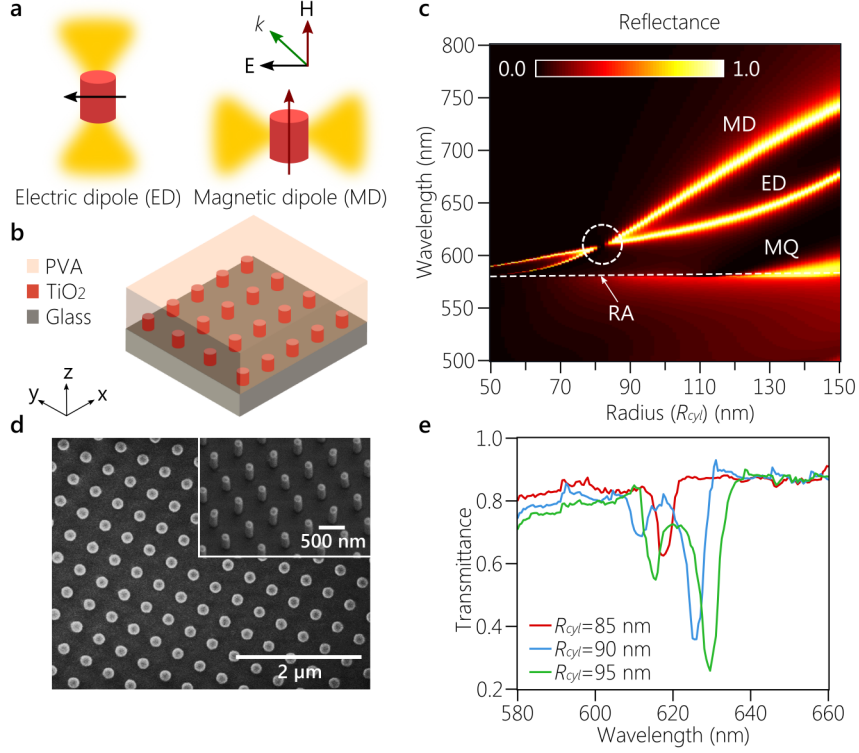 a
H
k
E
Electric dipole (ED)
Magnetic dipole (MD)
b
PVA
TiO2
Glass
z
y
x
c
Reflectance
0.0
1.0
MD
ED
MQ
RA
800
750
700
650
600
550
500
Wavelength (nm)
50
70
90
110
130
150
Radius (Rcyl) (nm)
d
500 nm
2 µm
e
1.0
0.8
0.6
0.4
0.2
Transmittance
Rcyl=85 nm
Rcyl=90 nm
Rcyl=95 nm
580
600
620
640
660
Wavelength (nm)